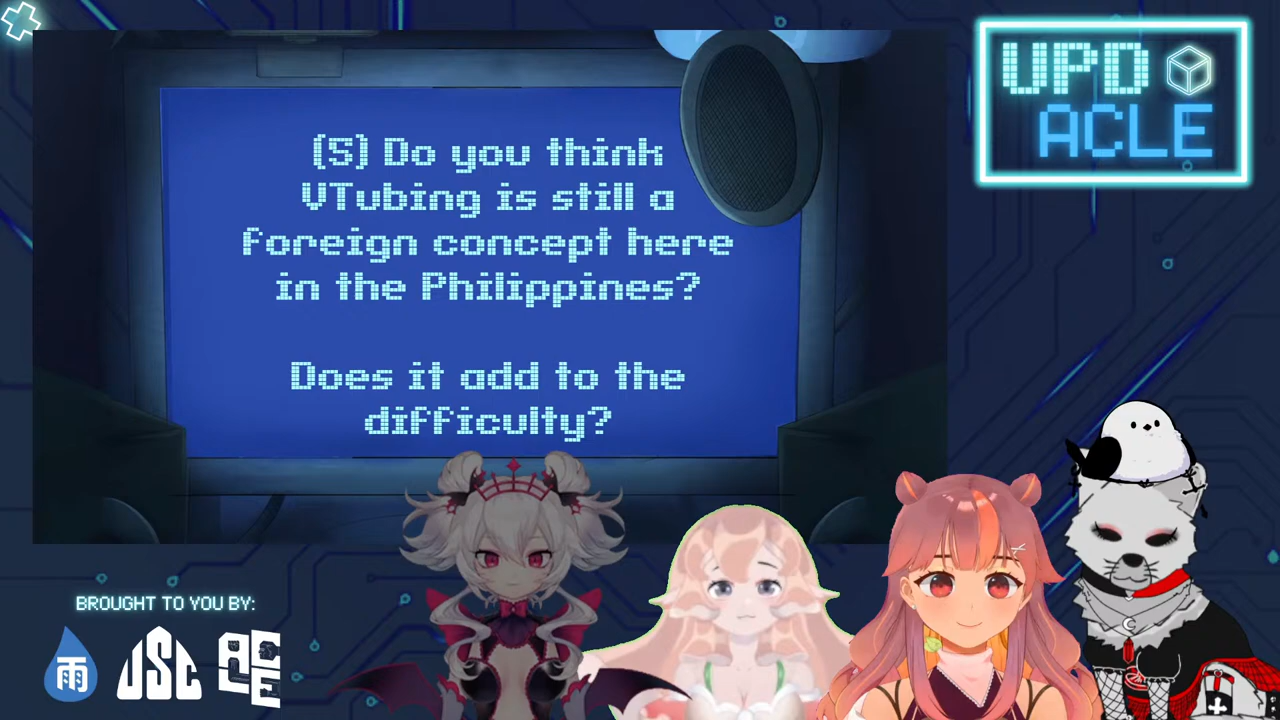 UPD
ACLE
(S) Do you think
VTubing is still a
foreign concept here
in the Philippines?
Does it add to the
difficulty?
BROUGHT TO YOU BY:
雨
USC
ACLE